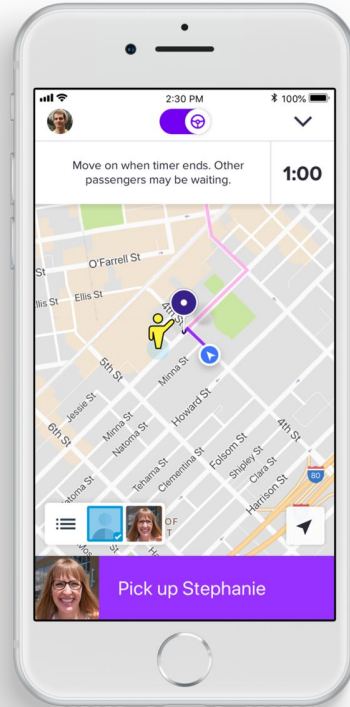 2:30 PM
100%
Move on when timer ends. Other
passengers may be waiting.
1:00
O'Farrell St
St
llis St
Ellis St
4th St
5th St
Minna St
Jessie St
Howard St
6th St
Minna St
Natoma St
4th St
Folsom St
Tehama St
Clementina St
Shipley St
Clara St
Harrison St
80
atoma St
OF
Pick up Stephanie